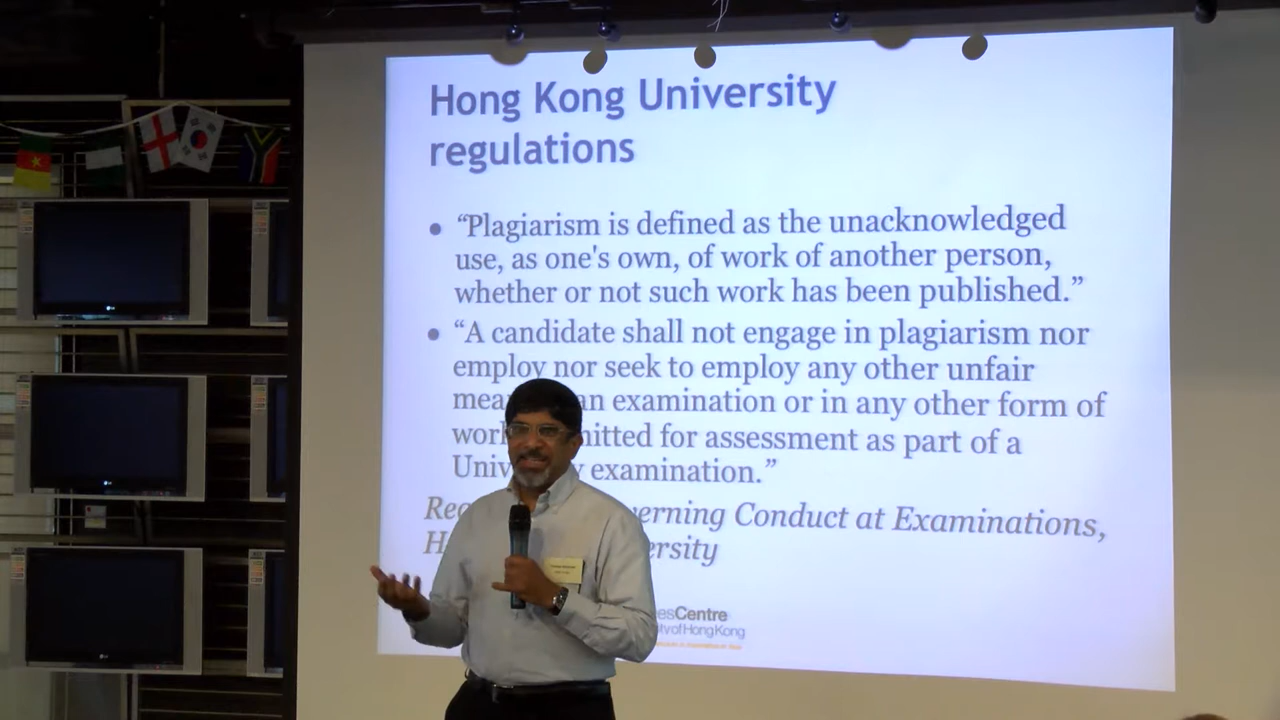 Hong Kong University
regulations
• “Plagiarism is defined as the unacknowledged
use, as one's own, of work of another person,
whether or not such work has been published.”
• “A candidate shall not engage in plagiarism nor
employ nor seek to employ any other unfair
an examination or in any other form of
for assessment as part of a
examination.”
Conduct at Examinations,
Centre
of Hong Kong
LG
LG
LG